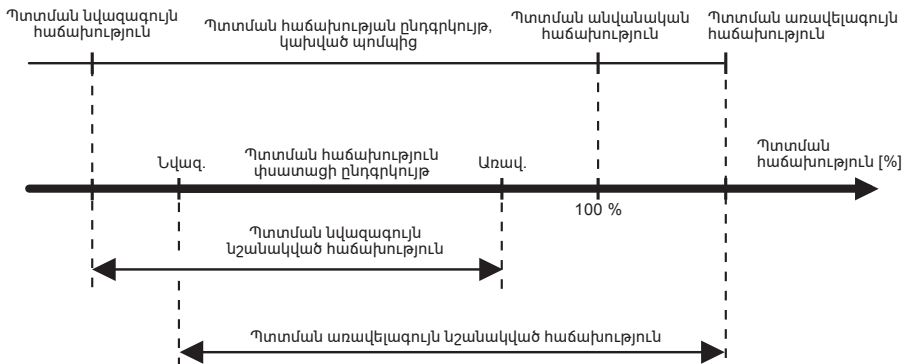 Պտտման նվազագույն
հաճախություն
Պտտման հաճախության ընդգրկույթ,
կախված պոմպից
Պտտման անվանական
հաճախություն
Պտտման առավելագույն
հաճախություն
Նվազ.
Պտտման հաճախություն
փսատացի ընդգրկույթ
Առավ.
Պտտման
հաճախություն [%]
100 %
Պտտման նվազագույն
նշանակված հաճախություն
Պտտման առավելագույն նշանակված հաճախություն